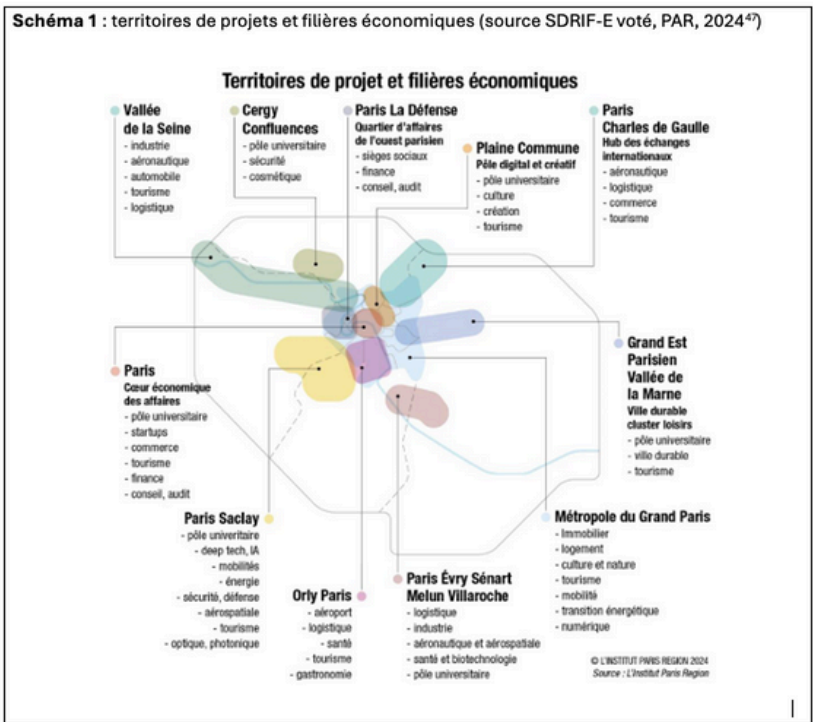 Schéma 1 : territoires de projets et filières économiques (source SDRIF-E voté, PAR, 2024⁴⁷)
Territoires de projet et filières économiques
Vallée
de la Seine
- industrie
- aéronautique
- automobile
- tourisme
- logistique
Cergy
Confluences
- pôle universitaire
- sécurité
- cosmétique
Paris La Défense
Quartier d'affaires
de l'ouest parisien
- sièges sociaux
- finance
- conseil, audit
Plaine Commune
Pôle digital et créatif
- pôle universitaire
- culture
- création
- tourisme
Paris
Charles de Gaulle
Hub des échanges
internationaux
- aéronautique
- logistique
- commerce
- tourisme
Paris
Cœur économique
des affaires
- pôle universitaire
- startups
- commerce
- tourisme
- finance
- conseil, audit
Grand Est
Parisien
Vallée de
la Marne
Ville durable
cluster loisirs
- pôle universitaire
- ville durable
- tourisme
Paris Saclay
- pôle univeritaire
- deep tech, IA
- mobilités
- énergie
- sécurité, défense
- aérospatiale
- tourisme
- optique, photonique
Orly Paris
- aéroport
- logistique
- santé
- tourisme
- gastronomie
Paris Évry Sénart
Melun Villaroche
- logistique
- industrie
- aéronautique et aérospatiale
- santé et biotechnologie
- pôle universitaire
Métropole du Grand Paris
- Immobilier
- logement
- culture et nature
- tourisme
- mobilité
- transition énergétique
- numérique
© L'INSTITUT PARIS REGION 2024
Source : L'Institut Paris Region